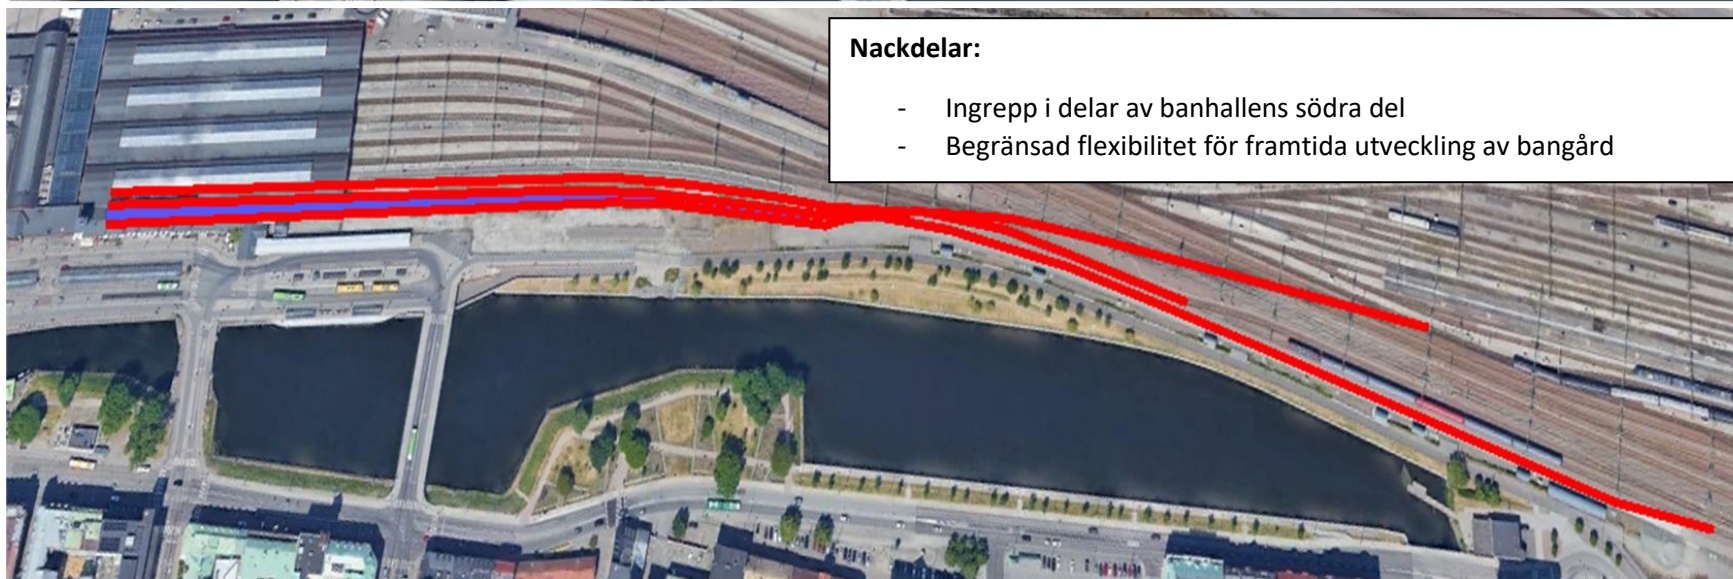 Nackdelar:
- Ingrepp i delar av banhallens södra del
- Begränsad flexibilitet för framtida utveckling av bangård